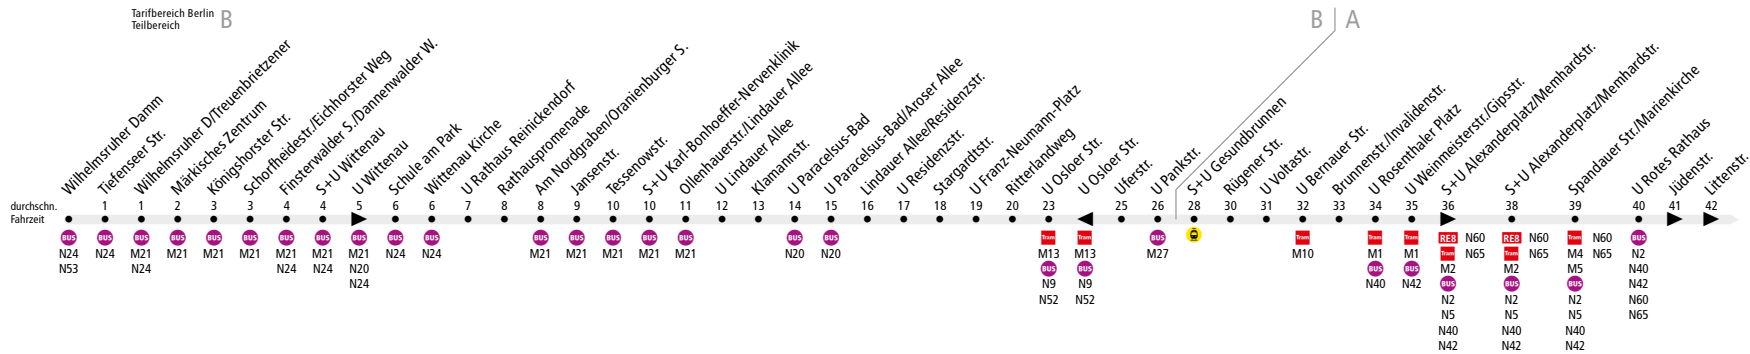 Tarifbereich Berlin
Teilbereich
B
B
A
Wilhelmsruher Damm
Tiefenseer Str.
Wilhelmsruher D/Treuenbrietzener
Märkisches Zentrum
Königshorster Str.
Schorfheidestr./Eichhorster Weg
Finsterwalder S./Dannenwalder W.
S+U Wittenau
U Wittenau
Schule am Park
Wittenau Kirche
U Rathaus Reinickendorf
Rathauspromenade
Am Nordgraben/Oranienburger S.
Jansenstr.
Tessenowstr.
S+U Karl-Bonhoeffer-Nervenklinik
Ollenhauerstr./Lindauer Allee
U Lindauer Allee
Klamannstr.
U Paracelsus-Bad
U Paracelsus-Bad/Aroser Allee
Lindauer Allee/Residenzstr.
U Residenzstr.
Stargardtstr.
U Franz-Neumann-Platz
Ritterlandweg
U Osloer Str.
U Osloer Str.
Uferstr.
U Pankstr.
S+U Gesundbrunnen
Rügener Str.
U Voltastr.
U Bernauer Str.
Brunnenstr./Invalidenstr.
U Rosenthaler Platz
U Weinmeisterstr./Gipsstr.
S+U Alexanderplatz/Memhardstr.
S+U Alexanderplatz/Memhardstr.
Spandauer Str./Marienkirche
U Rotes Rathaus
Jüdenstr.
Littenstr.
durchschn. 1 1 2 3 3 4 4 5 6 6 7 8 8 9 10 10 11 12 13 14 15 16 17 18 19 20 23 25 26 28 30 31 32 33 34 35 36 38 39 40 41 42
Fahrzeit
BUS BUS BUS BUS BUS BUS BUS BUS BUS BUS BUS BUS BUS BUS BUS BUS BUS BUS Tram Tram BUS Tram Tram Tram RE8 N60 RE8 N60 Tram N60 BUS
N24 N24 M21 M21 M21 M21 M21 M21 M21 N24 N24 M21 M21 M21 M21 M21 N20 N20 M13 M13 M27 M10 M1 M1 Tram N65 Tram N65 M4 N65 N2
N53 N24 N24 N24 N20 BUS BUS BUS BUS M2 M2 M5 N40
N24 N9 N9 N40 N42 BUS BUS BUS N42
N52 N52 N2 N2 N2 N60
N5 N5 N5 N65
N40 N40 N40
N42 N42 N42